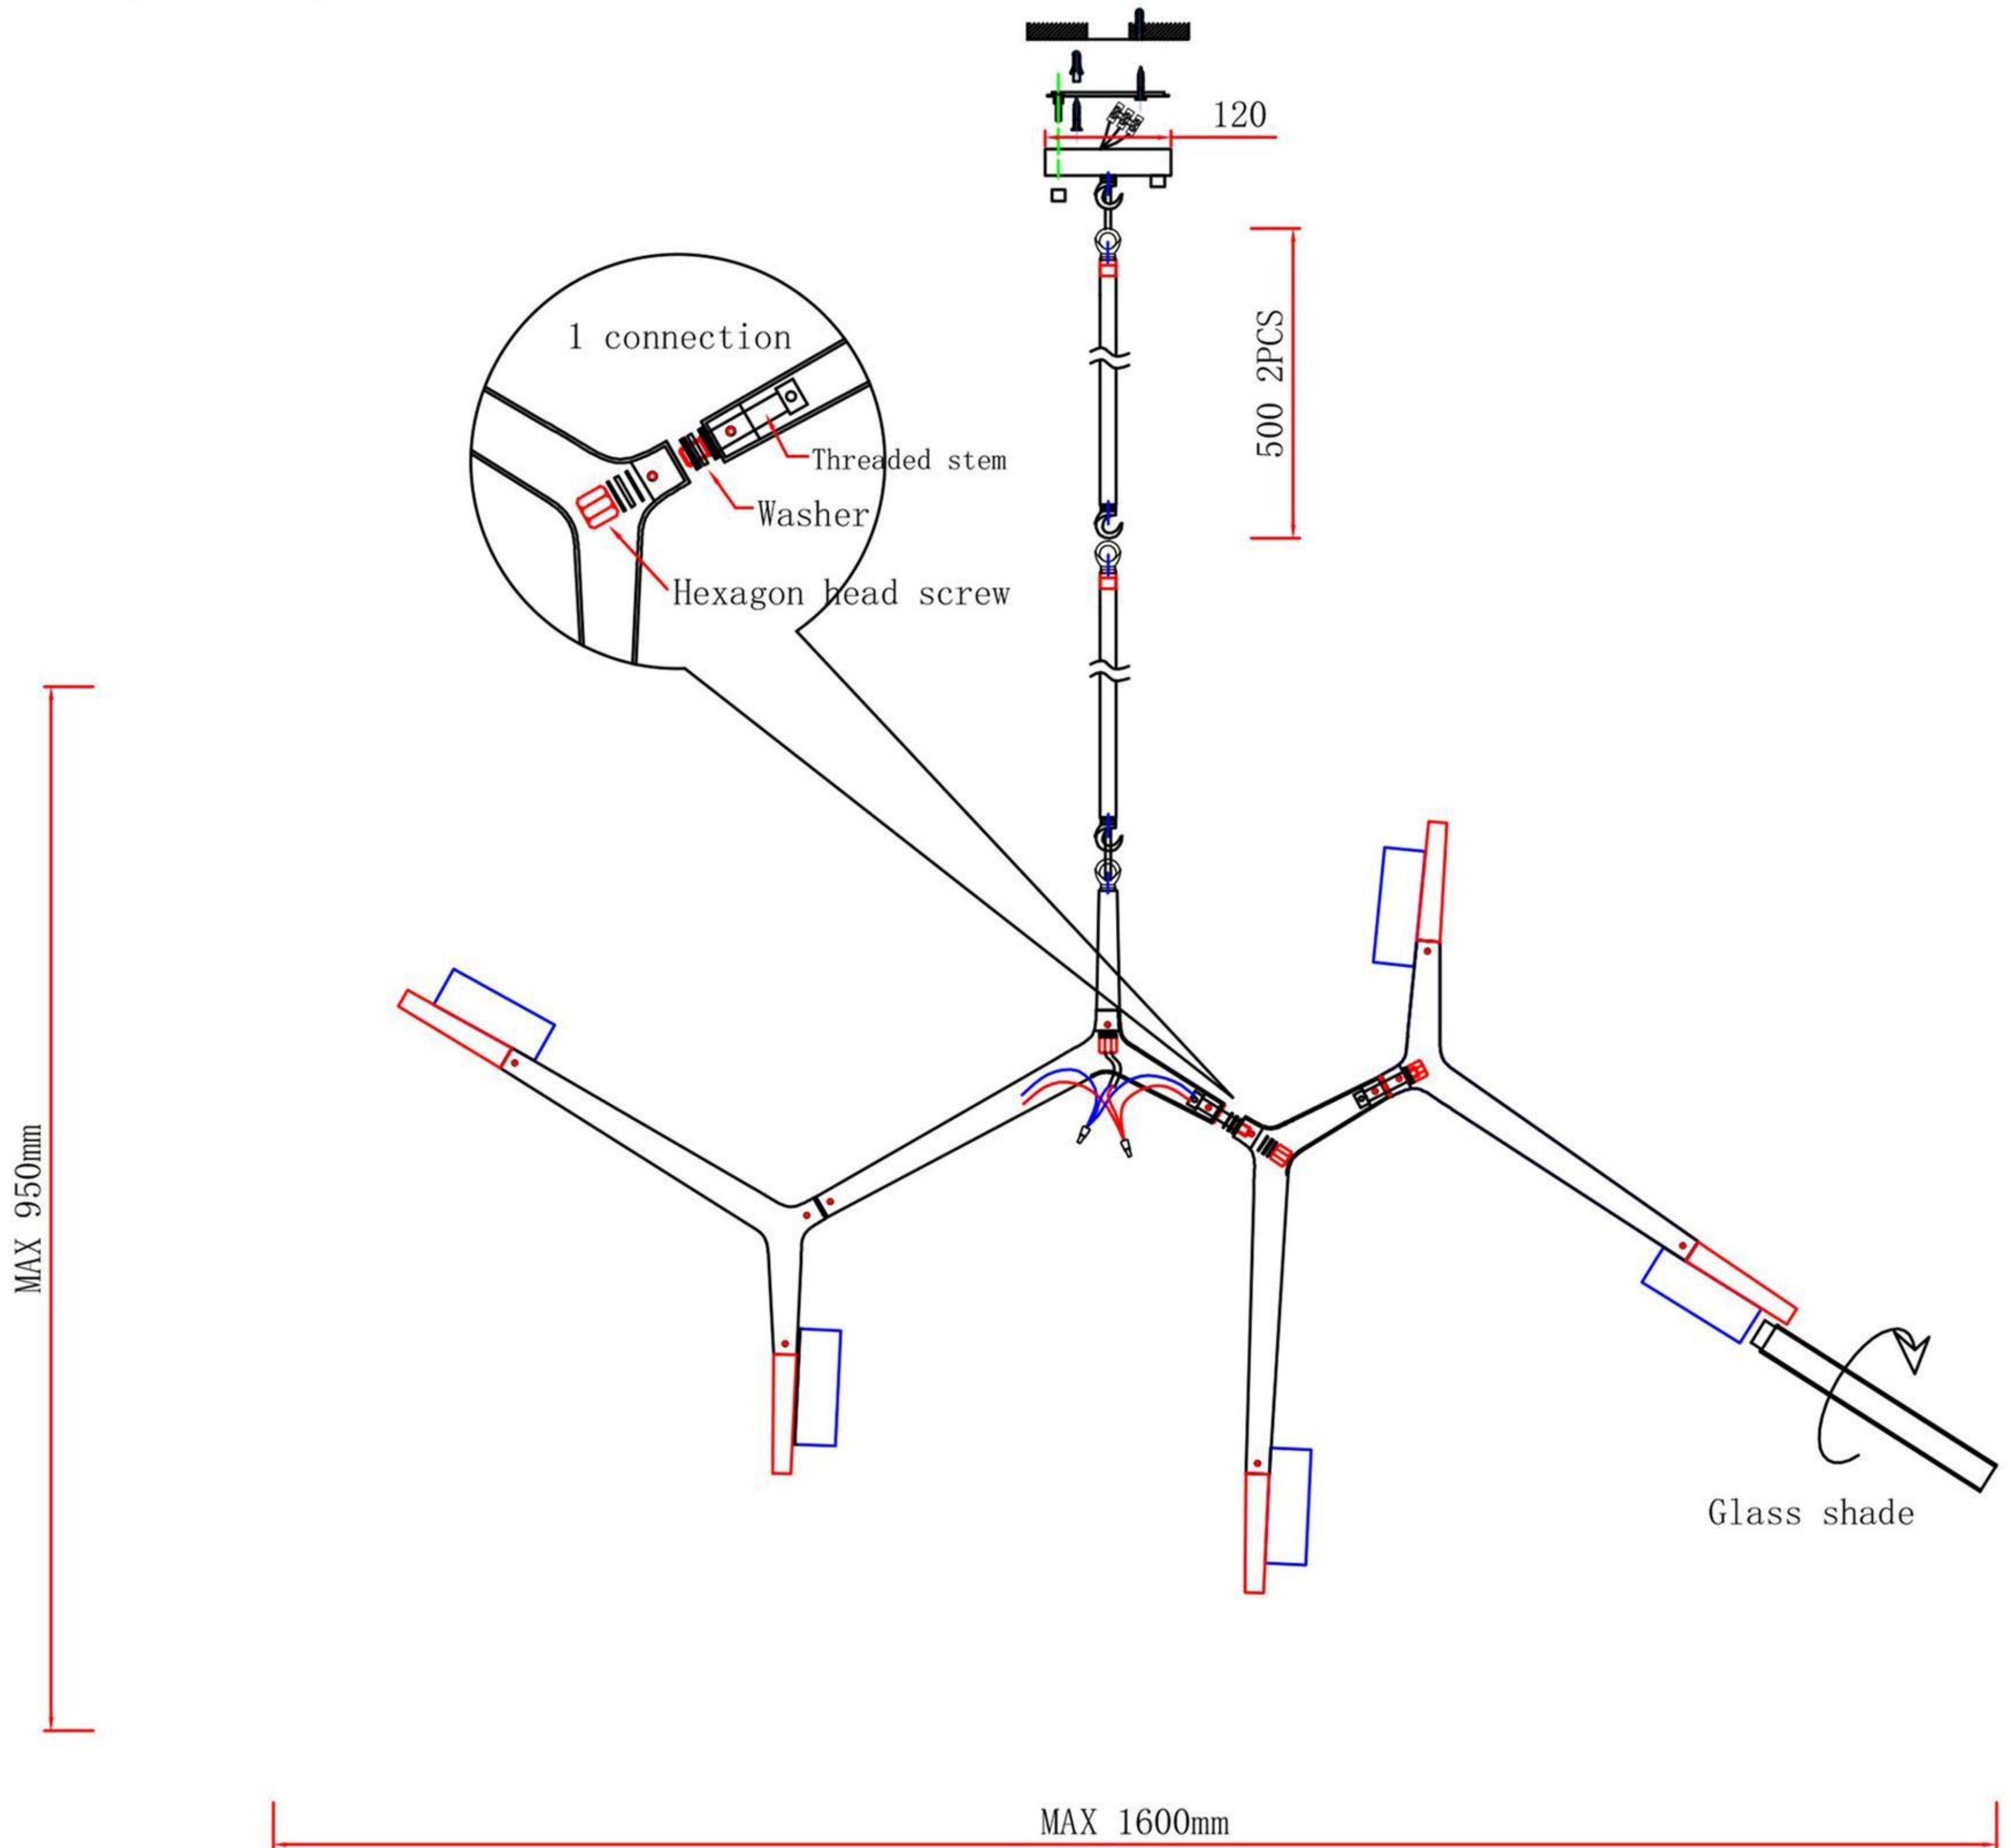 120
1 connection
500 2PCS
Threaded stem
Washer
Hexagon head screw
MAX 950mm
Glass shade
MAX 1600mm